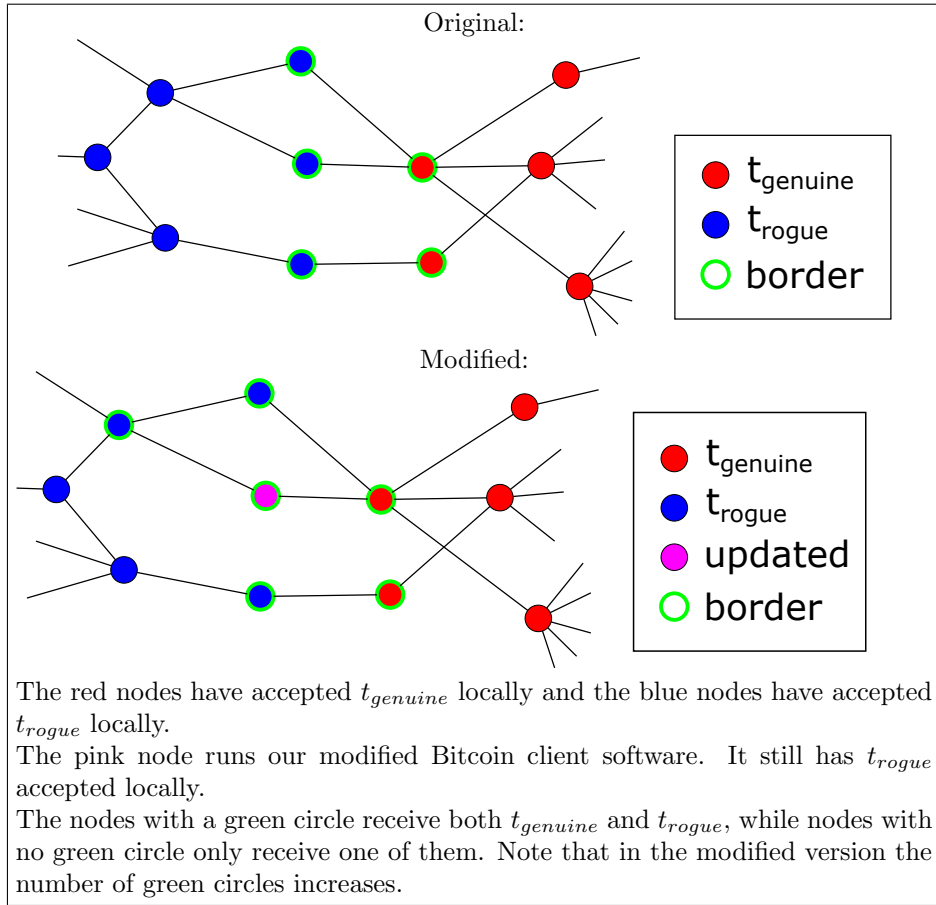 Original:
t_genuine
t_rogue
border
Modified:
t_genuine
t_rogue
updated
border
The red nodes have accepted t_genuine locally and the blue nodes have accepted
t_rogue locally.
The pink node runs our modified Bitcoin client software. It still has t_rogue
accepted locally.
The nodes with a green circle receive both t_genuine and t_rogue, while nodes with
no green circle only receive one of them. Note that in the modified version the
number of green circles increases.